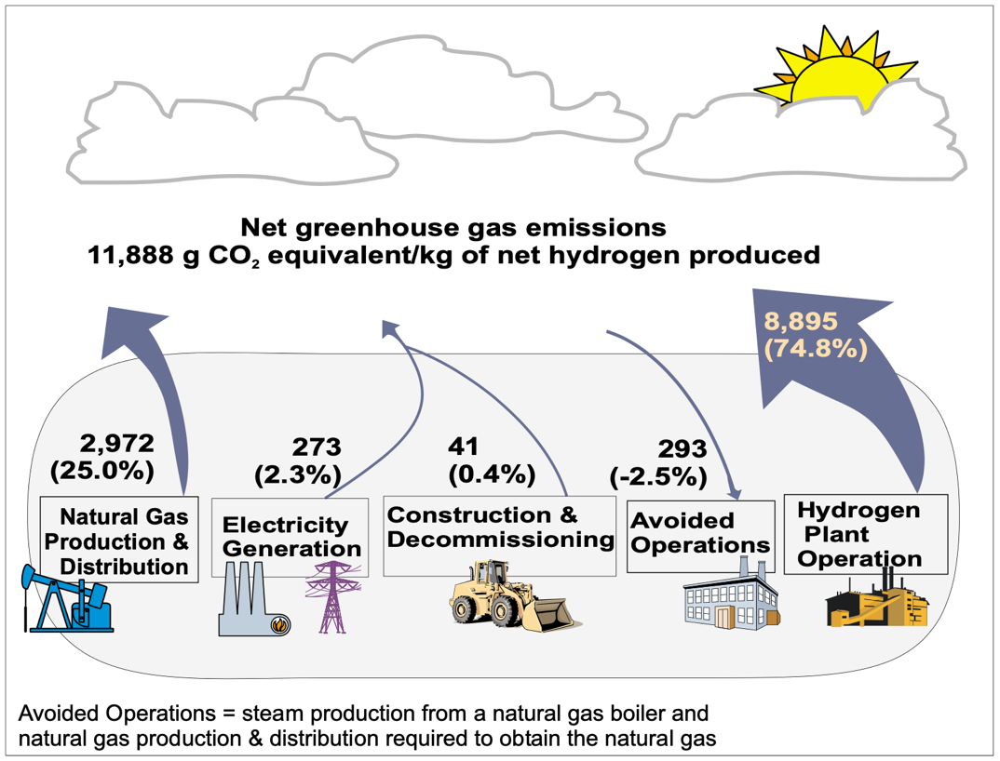 Net greenhouse gas emissions
11,888 g CO₂ equivalent/kg of net hydrogen produced
8,895
(74.8%)
2,972
(25.0%)
273
(2.3%)
41
(0.4%)
293
(-2.5%)
Natural Gas
Production &
Distribution
Electricity
Generation
Construction &
Decommissioning
Avoided
Operations
Hydrogen
Plant
Operation
Avoided Operations = steam production from a natural gas boiler and
natural gas production & distribution required to obtain the natural gas